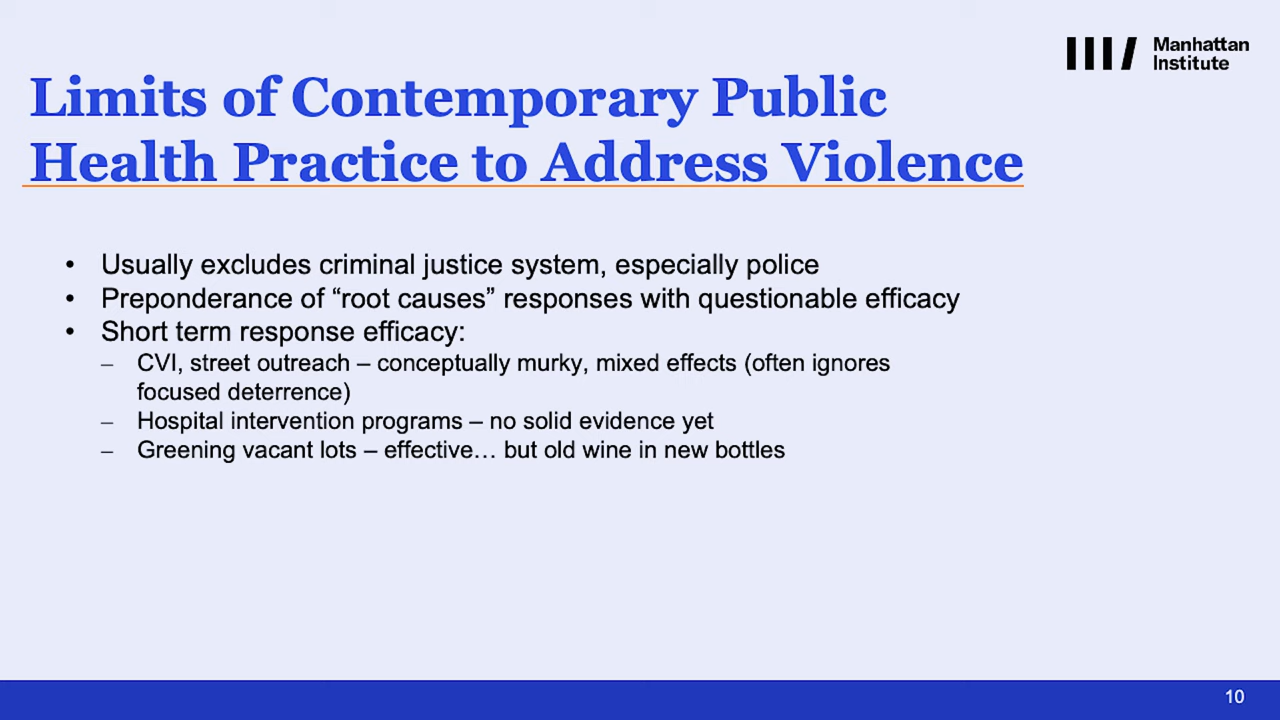 Manhattan
Institute
Limits of Contemporary Public
Health Practice to Address Violence
• Usually excludes criminal justice system, especially police
• Preponderance of “root causes” responses with questionable efficacy
• Short term response efficacy:
– CVI, street outreach – conceptually murky, mixed effects (often ignores
focused deterrence)
– Hospital intervention programs – no solid evidence yet
– Greening vacant lots – effective… but old wine in new bottles
10